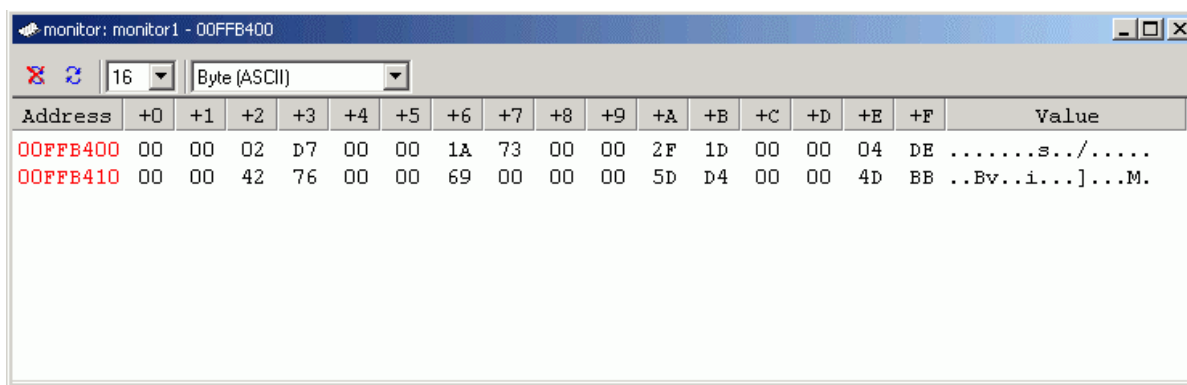 monitor: monitor1 - 00FFB400
16 Byte (ASCII)
Address +0 +1 +2 +3 +4 +5 +6 +7 +8 +9 +A +B +C +D +E +F Value
00FFB400 00 00 02 D7 00 00 1A 73 00 00 2F 1D 00 00 04 DE .......s../.....
00FFB410 00 00 42 76 00 00 69 00 00 00 5D D4 00 00 4D BB ..Bv..i...]...M.